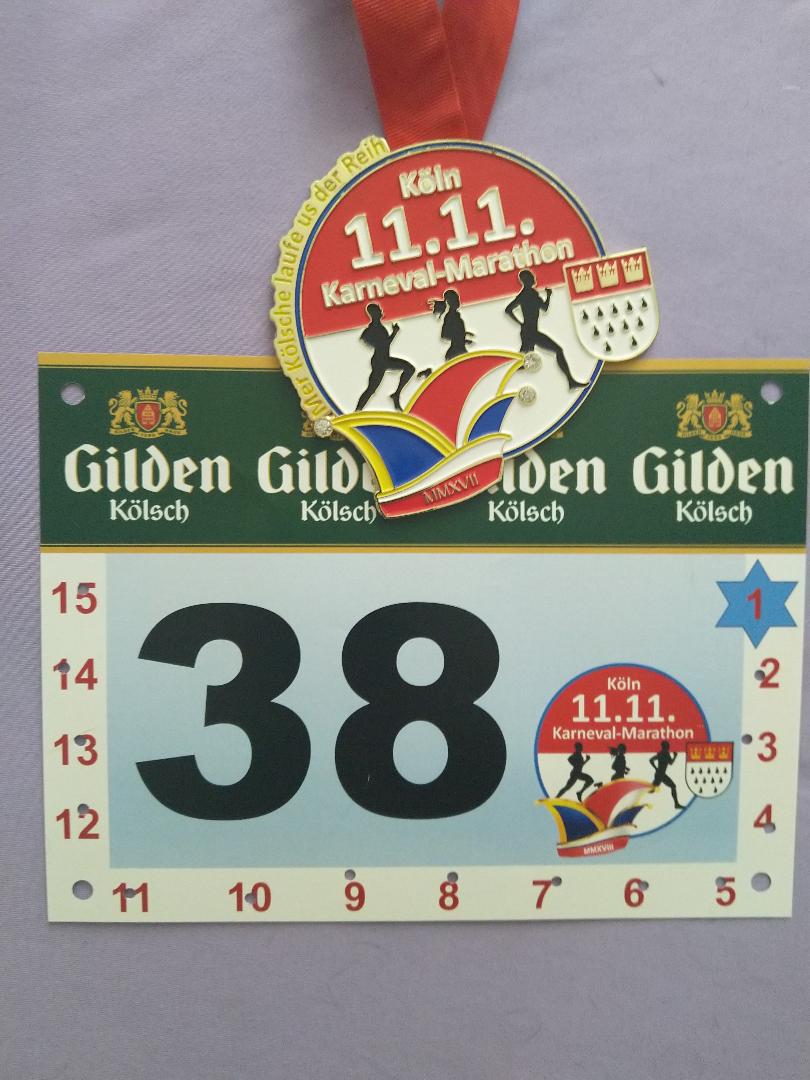 Mer Kölsche laufe us der Reih
Köln
11.11.
Karneval-Marathon
MMXVII
Gilden Gild lden Gilden
Kölsch Kölsch Kölsch Kölsch
15 1
14 2
13 3
12 4
38
Köln
11.11.
Karneval-Marathon
MMXVIII
11 10 9 8 7 6 5